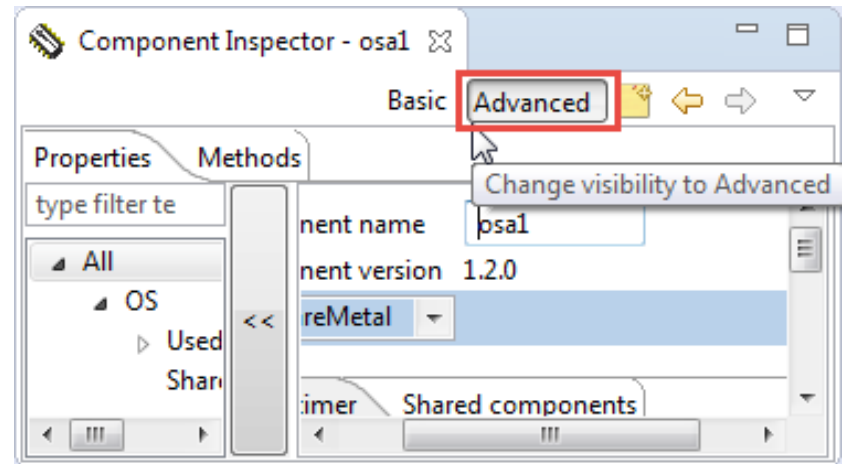 Component Inspector - osa1
Basic Advanced
Properties Methods
Change visibility to Advanced
type filter te
nent name osa1
All
nent version 1.2.0
OS
<< reMetal
Used
Shar
timer Shared components